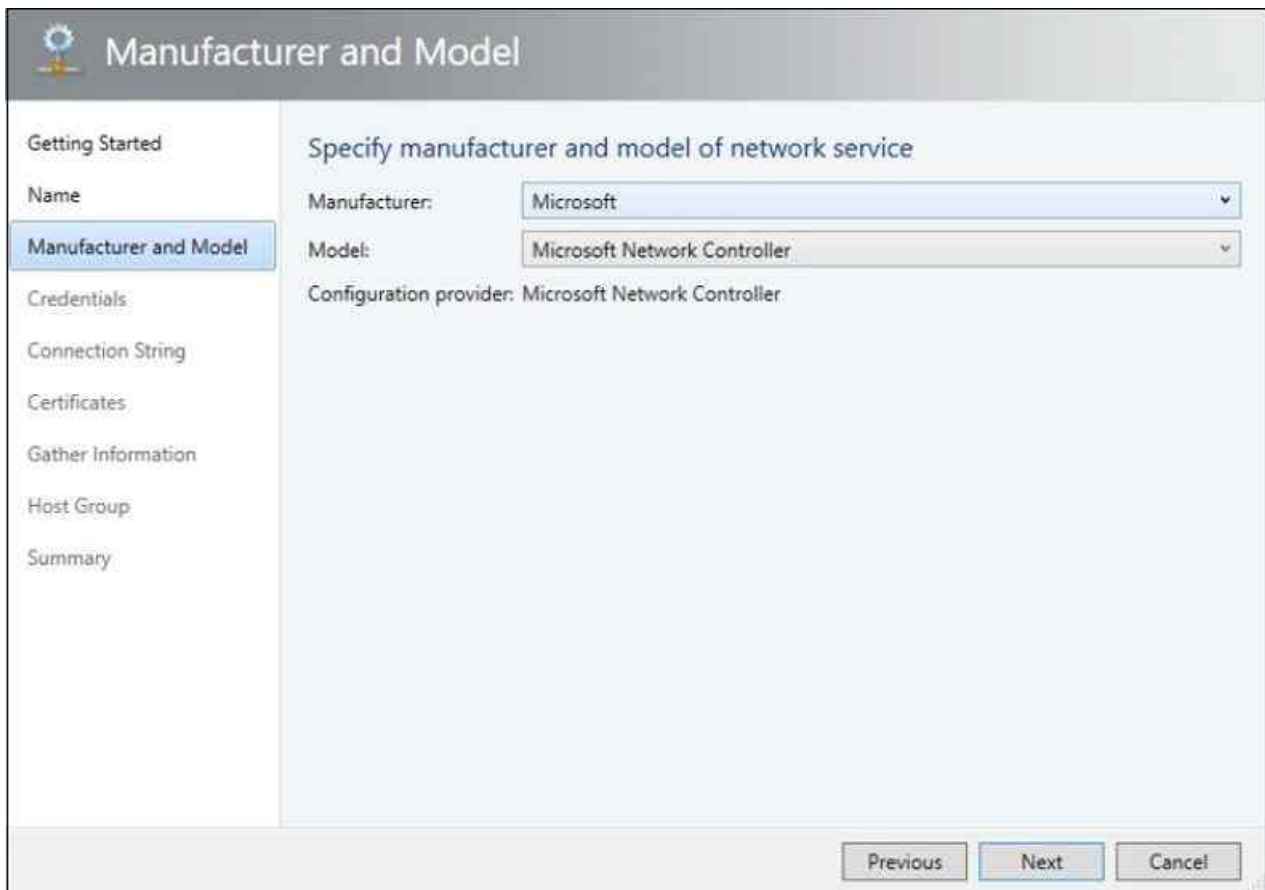 Manufacturer and Model
Getting Started
Name
Manufacturer and Model
Credentials
Connection String
Certificates
Gather Information
Host Group
Summary
Specify manufacturer and model of network service
Manufacturer: Microsoft
Model: Microsoft Network Controller
Configuration provider: Microsoft Network Controller
Previous Next Cancel